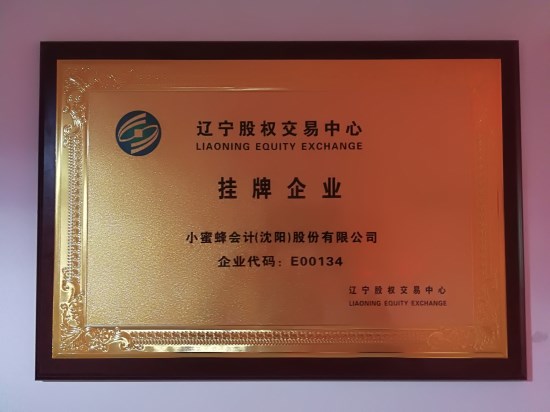 辽宁股权交易中心
LIAONING EQUITY EXCHANGE
挂牌企业
小蜜蜂会计(沈阳)股份有限公司
企业代码：E00134
辽宁股权交易中心
LIAONING EQUITY EXCHANGE